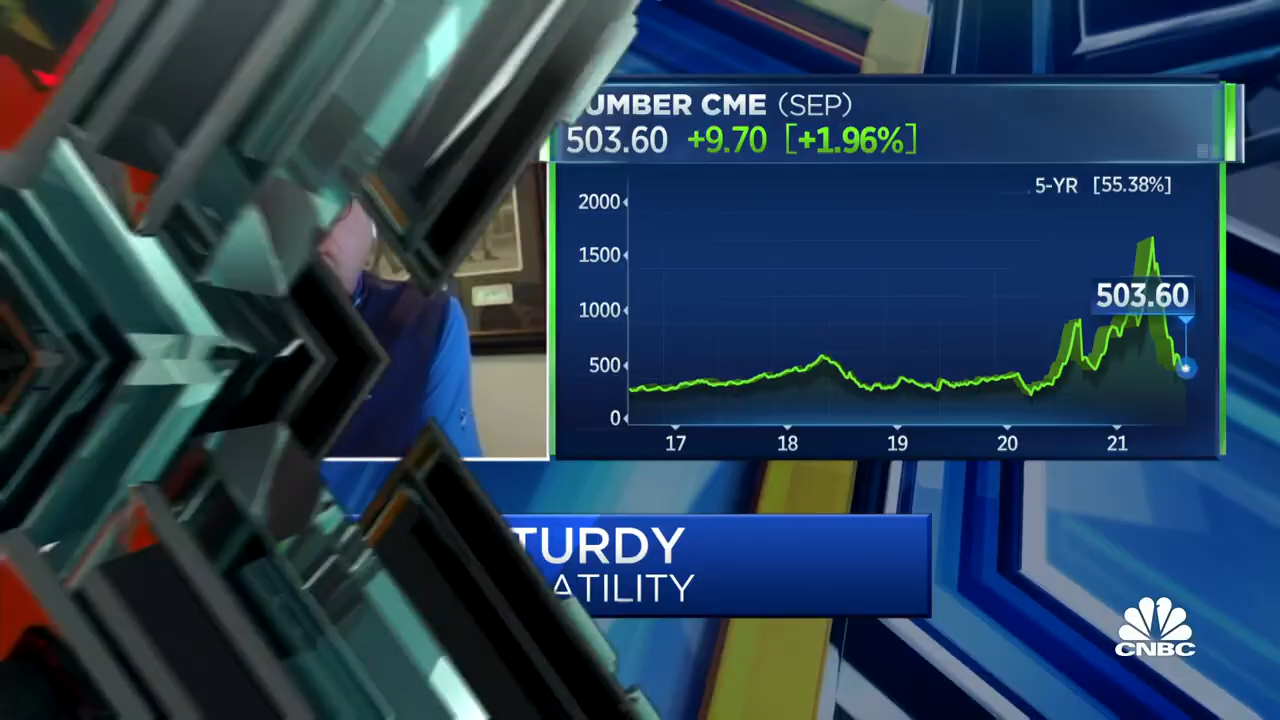 UMBER CME (SEP)
503.60 +9.70 [+1.96%]
5-YR [55.38%]
2000
1500
1000
500
0
503.60
17 18 19 20 21
TURDY
ATILITY
CNBC